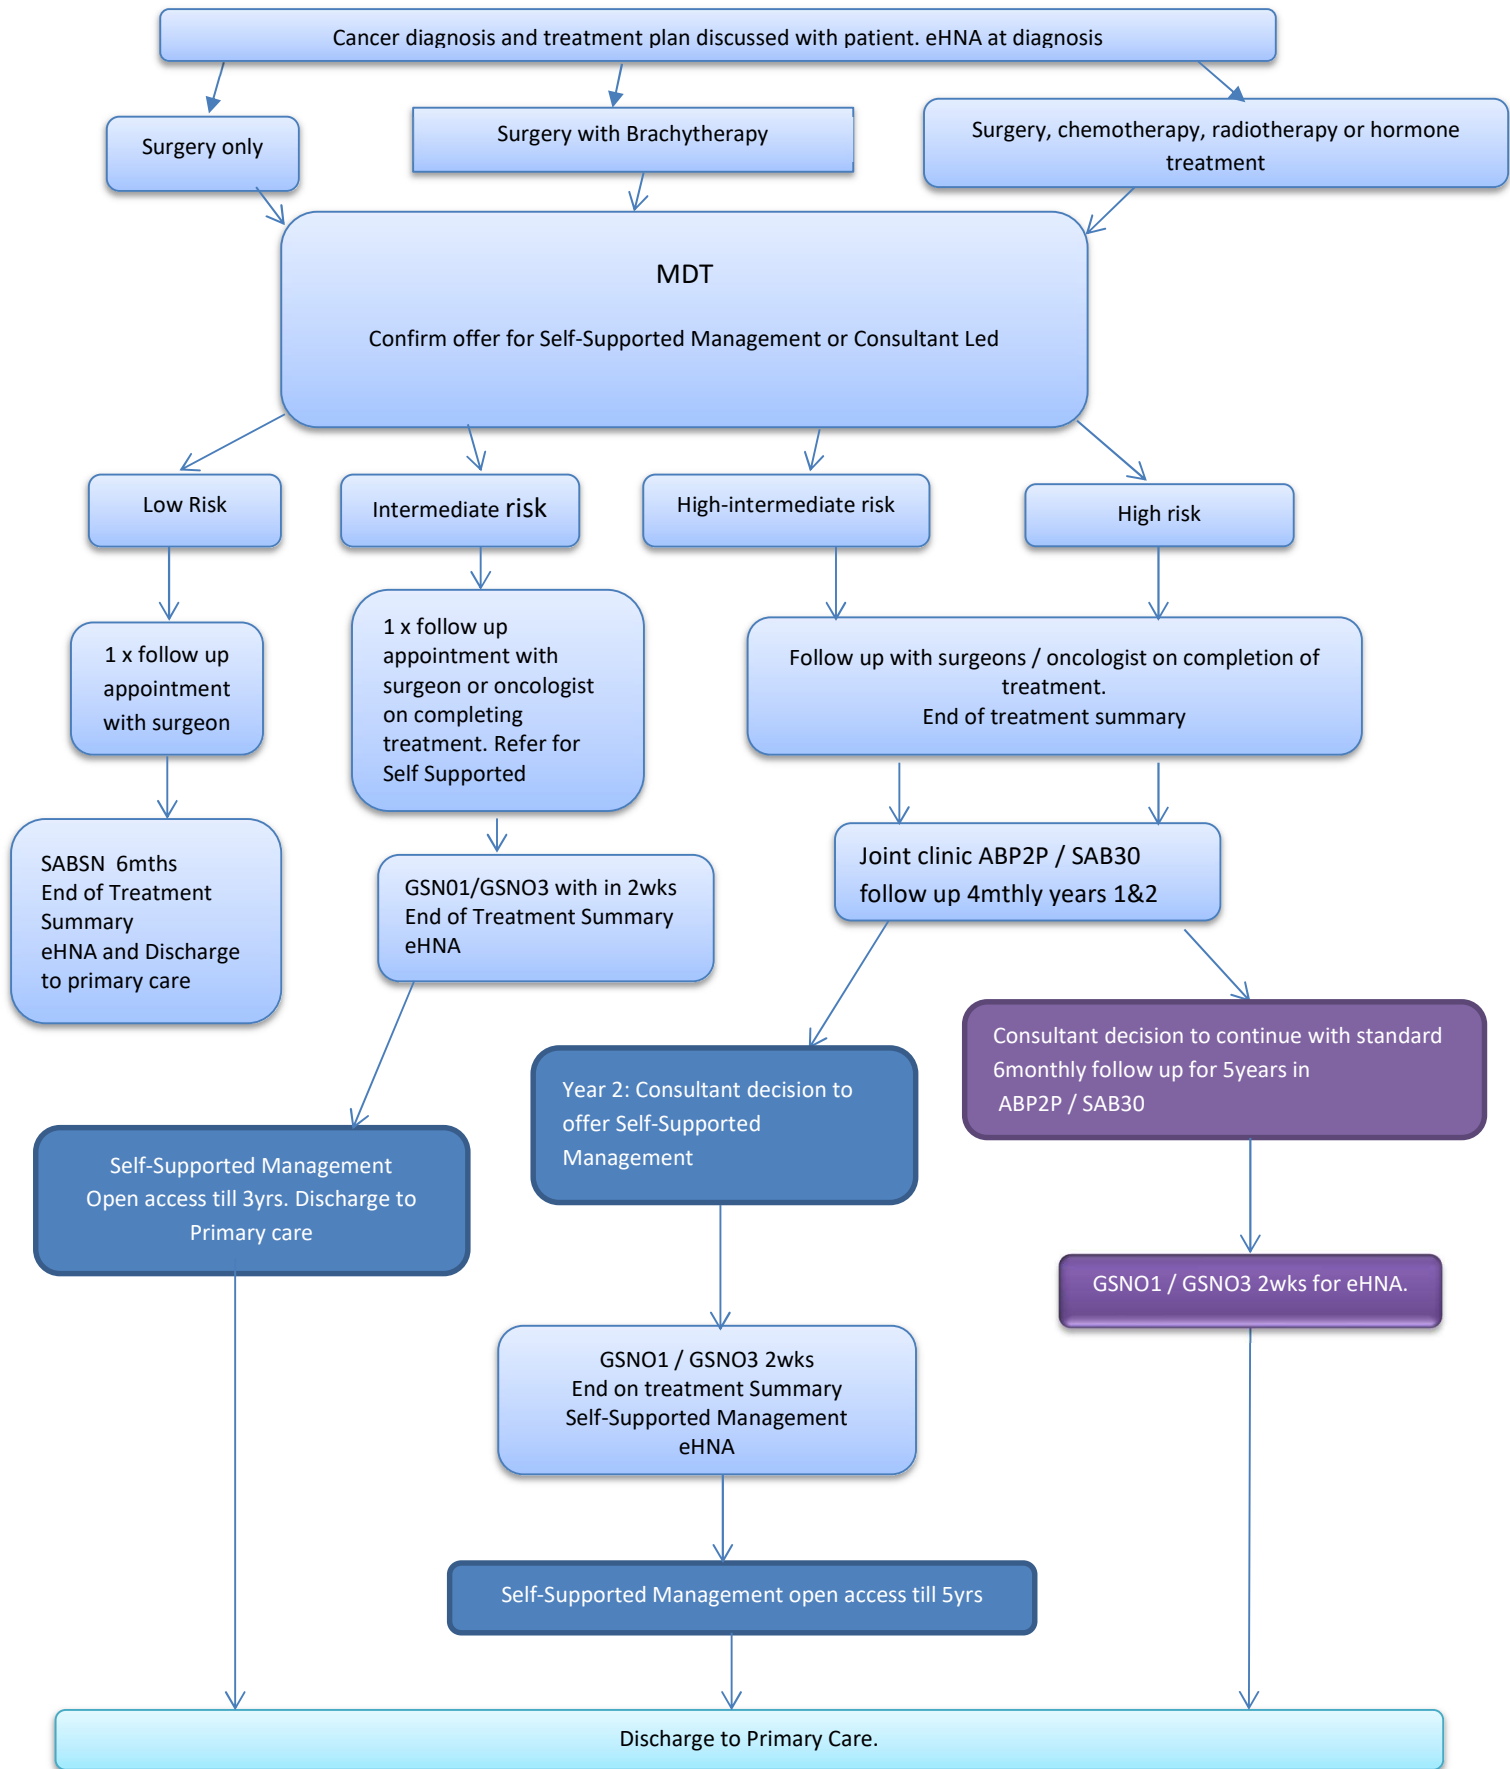 Cancer diagnosis and treatment plan discussed with patient. eHNA at diagnosis
Surgery only
Surgery with Brachytherapy
Surgery, chemotherapy, radiotherapy or hormone
treatment
MDT
Confirm offer for Self-Supported Management or Consultant Led
Low Risk
Intermediate risk
High-intermediate risk
High risk
1 x follow up
appointment
with surgeon
1 x follow up
appointment with
surgeon or oncologist
on completing
treatment. Refer for
Self Supported
Follow up with surgeons / oncologist on completion of
treatment.
End of treatment summary
SABSN  6mths
End of Treatment
Summary
eHNA and Discharge
to primary care
GSN01/GSNO3 with in 2wks
End of Treatment Summary
eHNA
Joint clinic ABP2P / SAB30
follow up 4mthly years 1&2
Year 2: Consultant decision to
offer Self-Supported
Management
Consultant decision to continue with standard
6monthly follow up for 5years in
ABP2P / SAB30
Self-Supported Management
Open access till 3yrs. Discharge to
Primary care
GSNO1 / GSNO3 2wks for eHNA.
GSNO1 / GSNO3 2wks
End on treatment Summary
Self-Supported Management
eHNA
Self-Supported Management open access till 5yrs
Discharge to Primary Care.